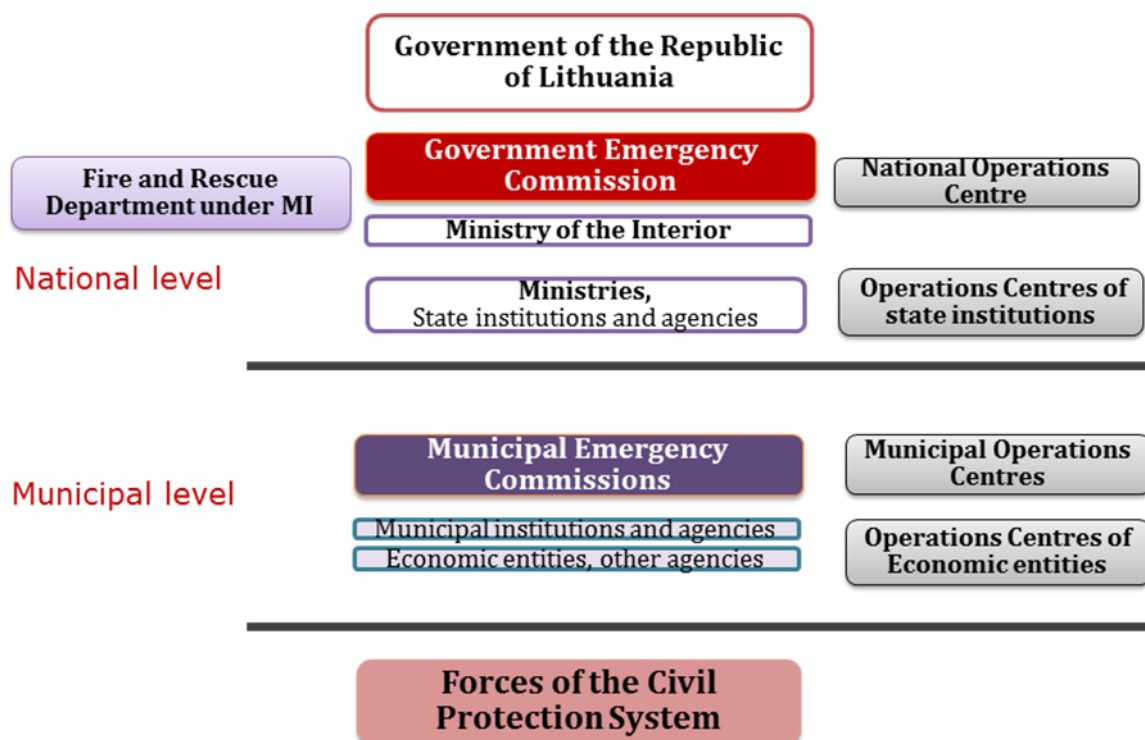 Government of the Republic
of Lithuania
Government Emergency
Commission
Fire and Rescue
Department under MI
National Operations
Centre
Ministry of the Interior
National level
Ministries,
State institutions and agencies
Operations Centres of
state institutions
Municipal Emergency
Commissions
Municipal Operations
Centres
Municipal level
Municipal institutions and agencies
Economic entities, other agencies
Operations Centres of
Economic entities
Forces of the Civil
Protection System